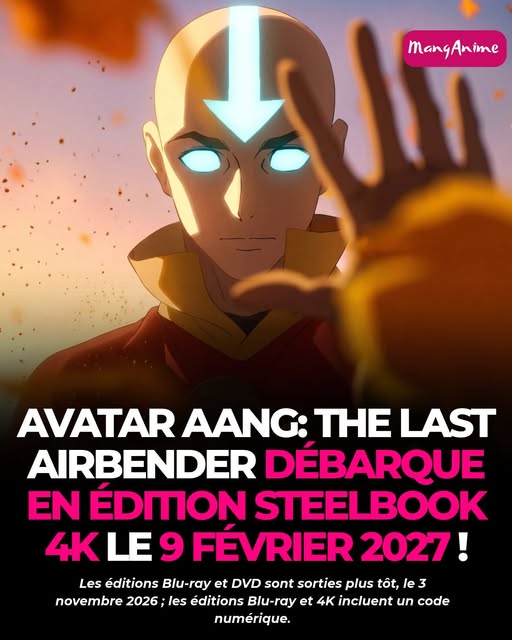 MangAnime
AVATAR AANG: THE LAST
AIRBENDER DÉBARQUE
EN ÉDITION STEELBOOK
4K LE 9 FÉVRIER 2027 !
Les éditions Blu-ray et DVD sont sorties plus tôt, le 3
novembre 2026 ; les éditions Blu-ray et 4K incluent un code
numérique.